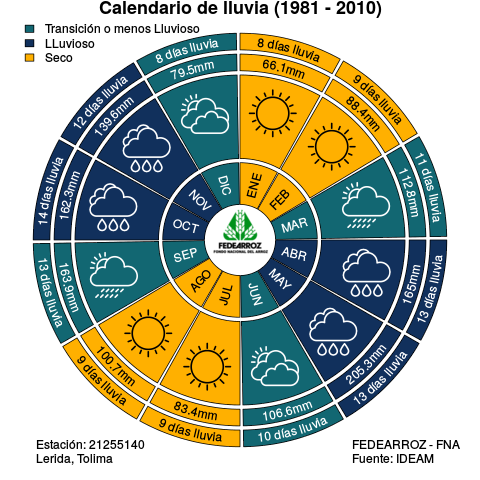 Calendario de lluvia (1981 - 2010)
Transición o menos Lluvioso
LLuvioso
Seco
8 días lluvia
66.1mm
ENE
9 días lluvia
88.4mm
FEB
11 días lluvia
112.8mm
MAR
13 días lluvia
165mm
ABR
13 días lluvia
205.3mm
MAY
10 días lluvia
106.6mm
JUN
9 días lluvia
83.4mm
JUL
9 días lluvia
100.7mm
AGO
13 días lluvia
163.9mm
SEP
14 días lluvia
162.3mm
OCT
12 días lluvia
139.6mm
NOV
8 días lluvia
79.5mm
DIC
FEDEARROZ
FONDO NACIONAL DEL ARROZ
Estación: 21255140
Lerida, Tolima
FEDEARROZ - FNA
Fuente: IDEAM